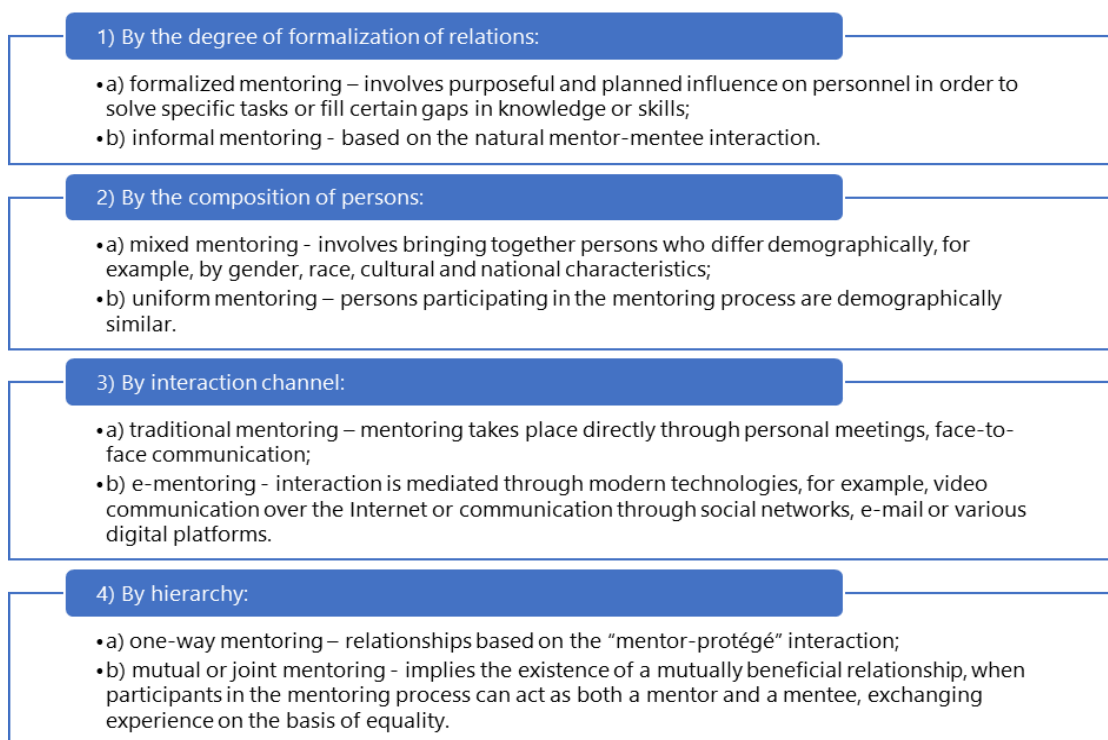 1) By the degree of formalization of relations:
•a) formalized mentoring – involves purposeful and planned influence on personnel in order to
solve specific tasks or fill certain gaps in knowledge or skills;
•b) informal mentoring - based on the natural mentor-mentee interaction.
2) By the composition of persons:
•a) mixed mentoring - involves bringing together persons who differ demographically, for
example, by gender, race, cultural and national characteristics;
•b) uniform mentoring – persons participating in the mentoring process are demographically
similar.
3) By interaction channel:
•a) traditional mentoring – mentoring takes place directly through personal meetings, face-to-
face communication;
•b) e-mentoring - interaction is mediated through modern technologies, for example, video
communication over the Internet or communication through social networks, e-mail or various
digital platforms.
4) By hierarchy:
•a) one-way mentoring – relationships based on the “mentor-protégé” interaction;
•b) mutual or joint mentoring - implies the existence of a mutually beneficial relationship, when
participants in the mentoring process can act as both a mentor and a mentee, exchanging
experience on the basis of equality.